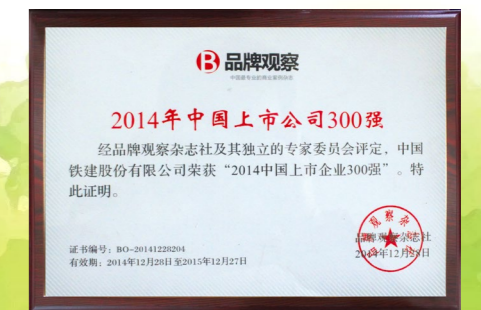 B 品牌观察
2014年中国上市公司300强
经品牌观察杂志社及其独立的专家委员会评定，中国
铁建股份有限公司荣获“2014中国上市企业300强”。特
此证明。
品牌观察杂志社
证书编号：BO-20141228204
2014年12月28日
有效期：2014年12月28日至2015年12月27日